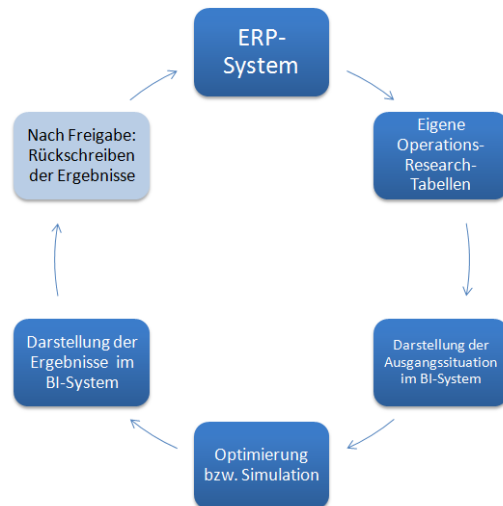 ERP-
System
Eigene
Operations-
Research-
Tabellen
Darstellung der
Ausgangssituation
im BI-System
Optimierung
bzw. Simulation
Darstellung der
Ergebnisse im
BI-System
Nach Freigabe:
Rückschreiben
der Ergebnisse